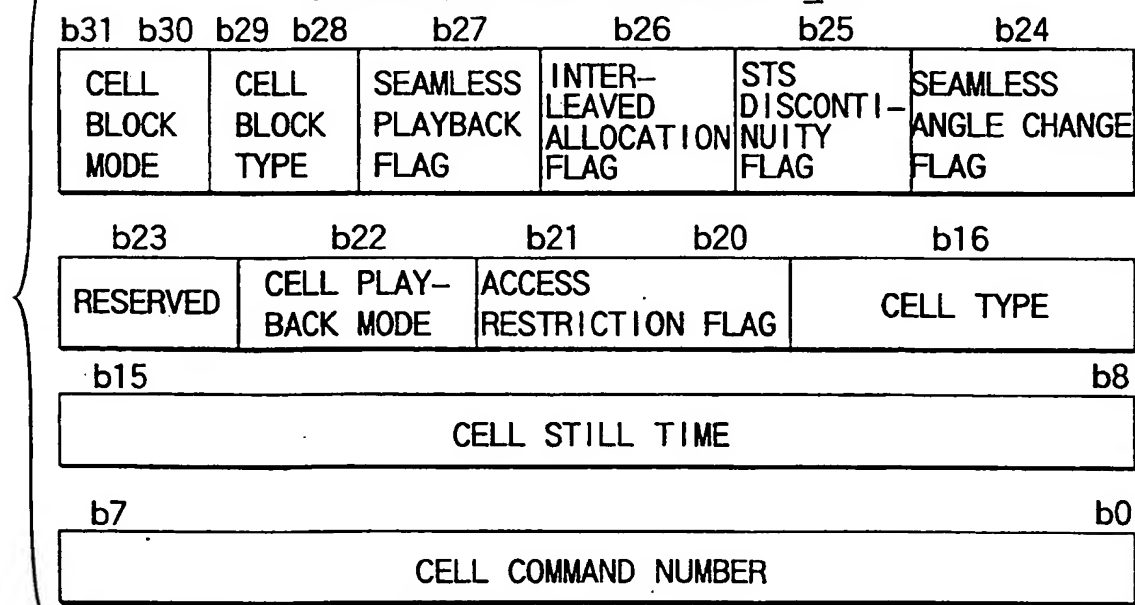 b31 b30 b29 b28 b27 b26 b25 b24
CELL BLOCK MODE
CELL BLOCK TYPE
SEAMLESS PLAYBACK FLAG
INTER-
LEAVED
ALLOCATION
FLAG
STS
DISCONTI-
NUITY
FLAG
SEAMLESS
ANGLE CHANGE
FLAG
b23 b22 b21 b20 b16
RESERVED
CELL PLAY-
BACK MODE
ACCESS
RESTRICTION FLAG
CELL TYPE
b15 b8
CELL STILL TIME
b7 b0
CELL COMMAND NUMBER